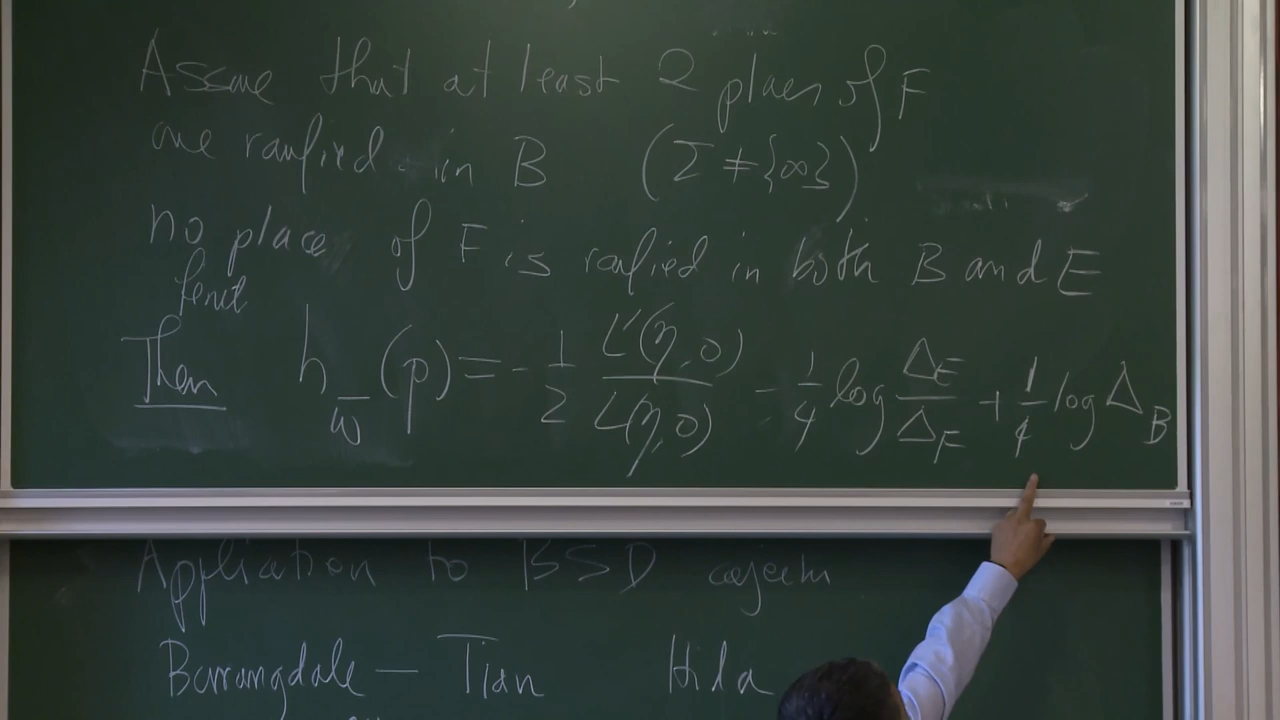 Assume that at least 2 places of F
are ramified in B (Σ ≠ {∞})
no place of F is ramified in both B and E
finit
Then h_ω̄ (p) = - 1/2 L'(η,0)/L(η,0) - 1/4 log Δ_E/Δ_F + 1/4 log Δ_B
Application to BSD conjectu
Burungale — Tian Hida